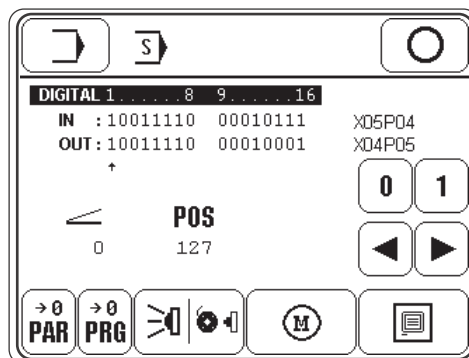 S
DIGITAL 1......8 9......16
IN :10011110 00010111 X05P04
OUT:10011110 00010001 X04P05
↑
0 1
POS
0 127
→0 →0
PAR PRG M